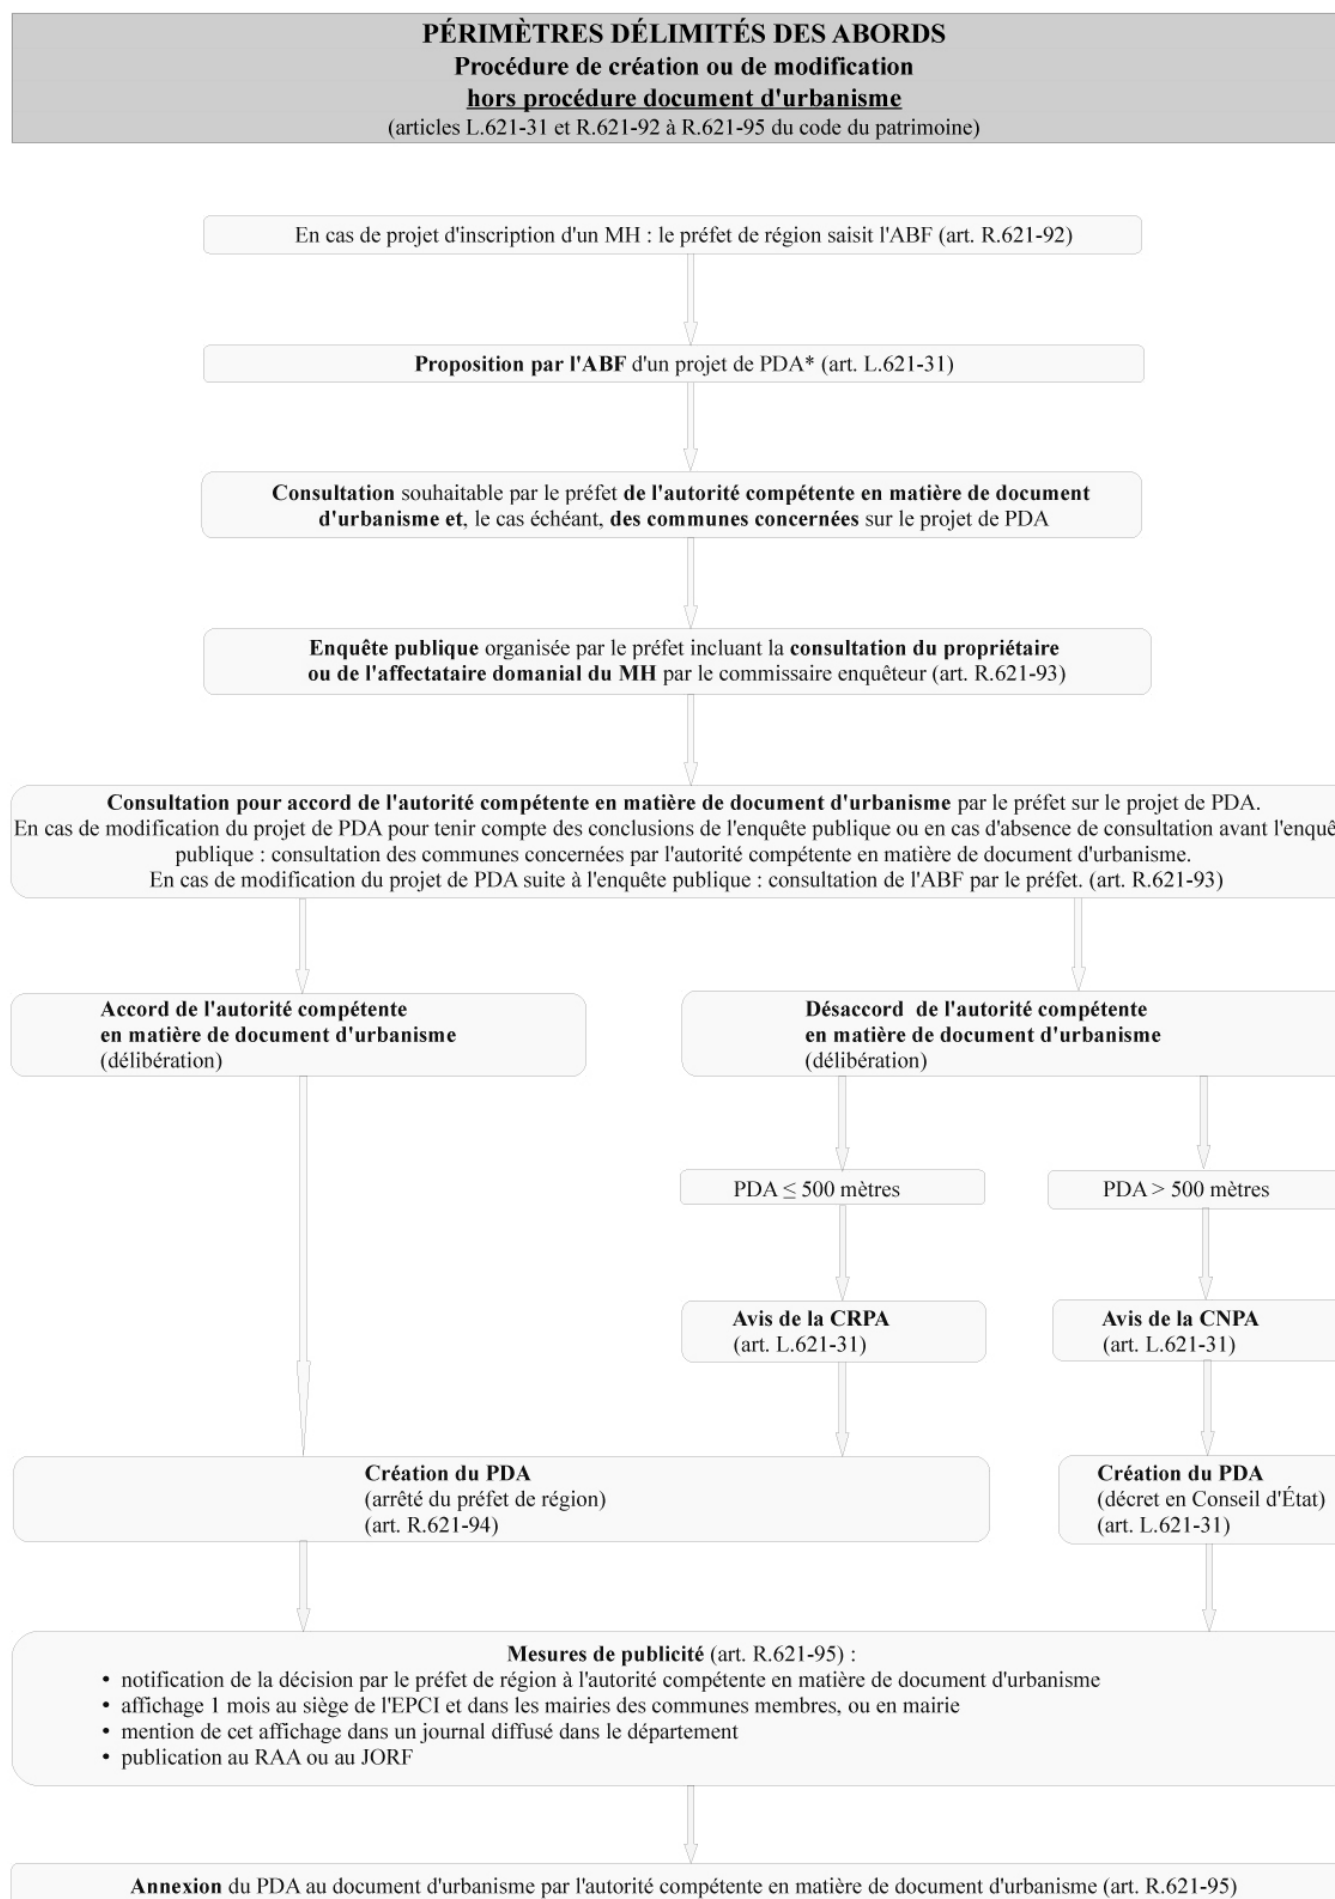 PÉRIMÈTRES DÉLIMITÉS DES ABORDS
Procédure de création ou de modification
hors procédure document d'urbanisme
(articles L.621-31 et R.621-92 à R.621-95 du code du patrimoine)
En cas de projet d'inscription d'un MH : le préfet de région saisit l'ABF (art. R.621-92)
Proposition par l'ABF d'un projet de PDA* (art. L.621-31)
Consultation souhaitable par le préfet de l'autorité compétente en matière de document
d'urbanisme et, le cas échéant, des communes concernées sur le projet de PDA
Enquête publique organisée par le préfet incluant la consultation du propriétaire
ou de l'affectataire domanial du MH par le commissaire enquêteur (art. R.621-93)
Consultation pour accord de l'autorité compétente en matière de document d'urbanisme par le préfet sur le projet de PDA.
En cas de modification du projet de PDA pour tenir compte des conclusions de l'enquête publique ou en cas d'absence de consultation avant l'enquê
publique : consultation des communes concernées par l'autorité compétente en matière de document d'urbanisme.
En cas de modification du projet de PDA suite à l'enquête publique : consultation de l'ABF par le préfet. (art. R.621-93)
Accord de l'autorité compétente
en matière de document d'urbanisme
(délibération)
Désaccord de l'autorité compétente
en matière de document d'urbanisme
(délibération)
PDA ≤ 500 mètres
PDA > 500 mètres
Avis de la CRPA
(art. L.621-31)
Avis de la CNPA
(art. L.621-31)
Création du PDA
(arrêté du préfet de région)
(art. R.621-94)
Création du PDA
(décret en Conseil d'État)
(art. L.621-31)
Mesures de publicité (art. R.621-95) :
• notification de la décision par le préfet de région à l'autorité compétente en matière de document d'urbanisme
• affichage 1 mois au siège de l'EPCI et dans les mairies des communes membres, ou en mairie
• mention de cet affichage dans un journal diffusé dans le département
• publication au RAA ou au JORF
Annexion du PDA au document d'urbanisme par l'autorité compétente en matière de document d'urbanisme (art. R.621-95)